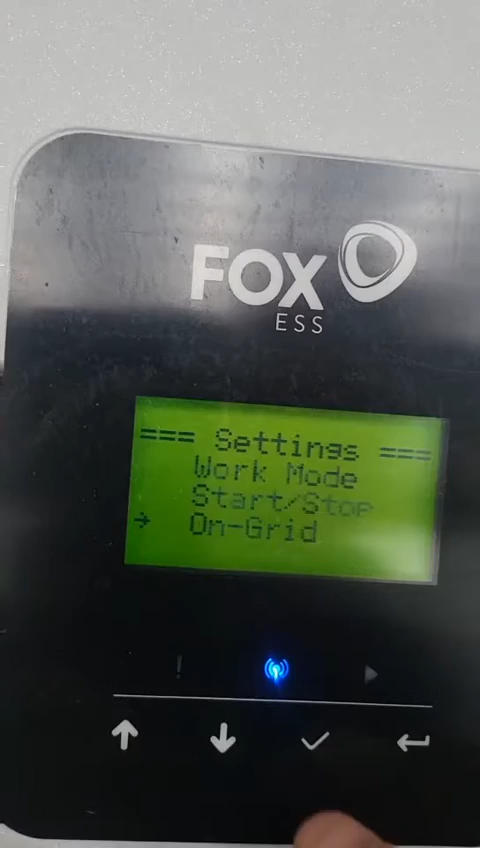 FOX
ESS
=== Settings ===
Work Mode
Start/Stop
→ On-Grid